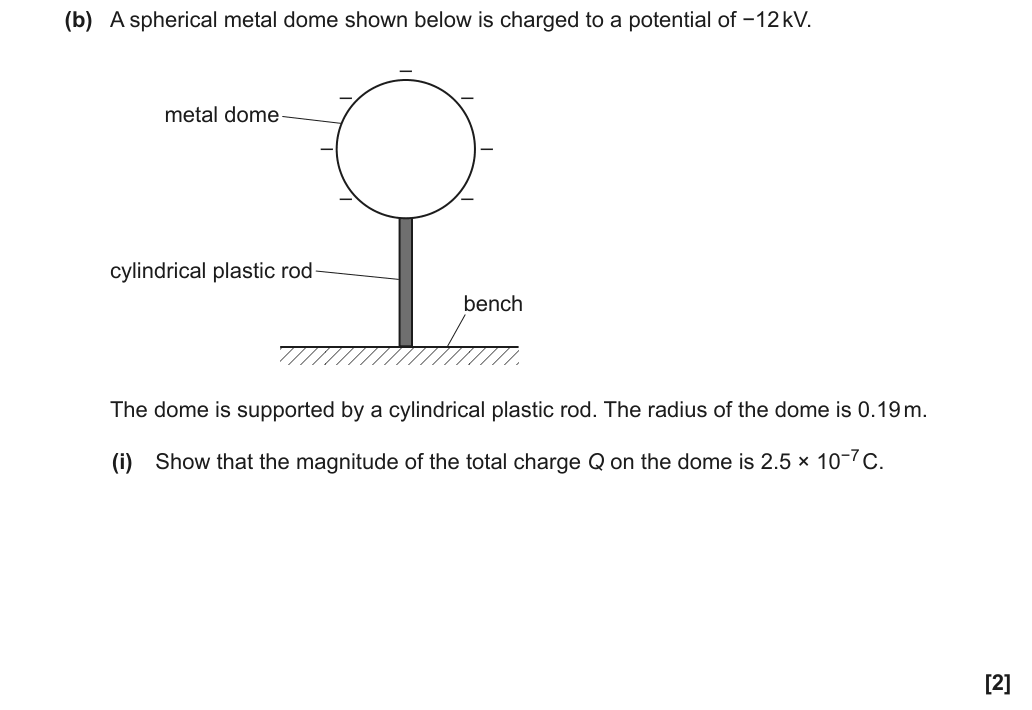 (b) A spherical metal dome shown below is charged to a potential of −12 kV.
metal dome
cylindrical plastic rod
bench
The dome is supported by a cylindrical plastic rod. The radius of the dome is 0.19 m.
(i) Show that the magnitude of the total charge Q on the dome is 2.5 × 10⁻⁷ C.
[2]